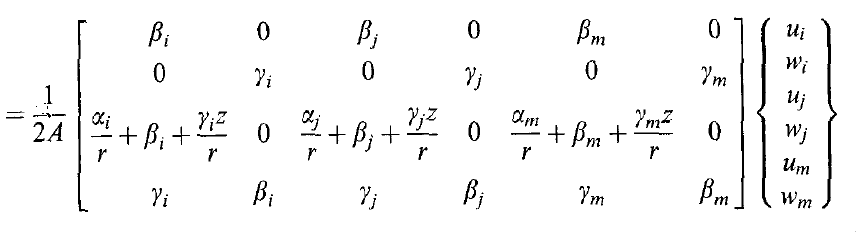 β_i 0 β_j 0 β_m 0 u_i
0 γ_i 0 γ_j 0 γ_m w_i
= 1/2A α_i/r + β_i + γ_i z/r 0 α_j/r + β_j + γ_j z/r 0 α_m/r + β_m + γ_m z/r 0 u_j
w_j
γ_i β_i γ_j β_j γ_m β_m u_m
w_m